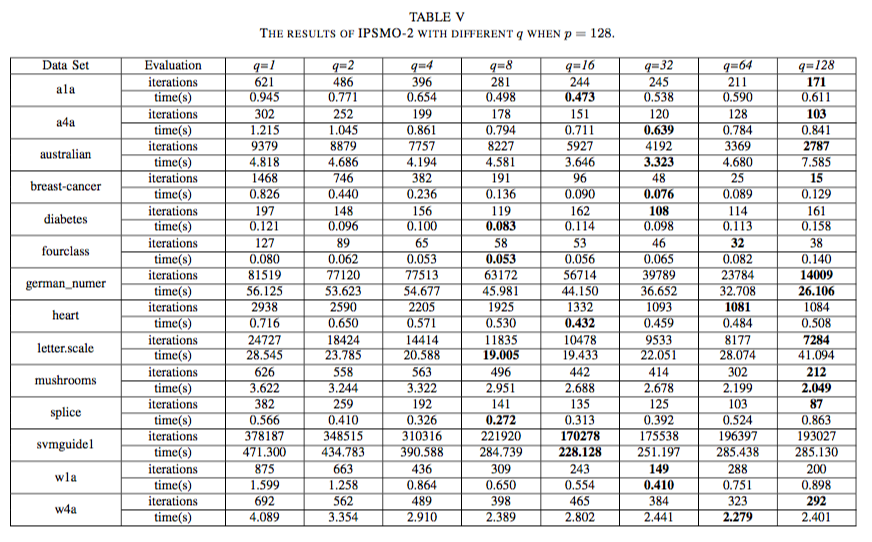 TABLE V
THE RESULTS OF IPSMO-2 WITH DIFFERENT q WHEN p = 128.
Data Set Evaluation q=1 q=2 q=4 q=8 q=16 q=32 q=64 q=128
a1a iterations 621 486 396 281 244 245 211 171
time(s) 0.945 0.771 0.654 0.498 0.473 0.538 0.590 0.611
a4a iterations 302 252 199 178 151 120 128 103
time(s) 1.215 1.045 0.861 0.794 0.711 0.639 0.784 0.841
australian iterations 9379 8879 7757 8227 5927 4192 3369 2787
time(s) 4.818 4.686 4.194 4.581 3.646 3.323 4.680 7.585
breast-cancer iterations 1468 746 382 191 96 48 25 15
time(s) 0.826 0.440 0.236 0.136 0.090 0.076 0.089 0.129
diabetes iterations 197 148 156 119 162 108 114 161
time(s) 0.121 0.096 0.100 0.083 0.114 0.098 0.113 0.158
fourclass iterations 127 89 65 58 53 46 32 38
time(s) 0.080 0.062 0.053 0.053 0.056 0.065 0.082 0.140
german_numer iterations 81519 77120 77513 63172 56714 39789 23784 14009
time(s) 56.125 53.623 54.677 45.981 44.150 36.652 32.708 26.106
heart iterations 2938 2590 2205 1925 1332 1093 1081 1084
time(s) 0.716 0.650 0.571 0.530 0.432 0.459 0.484 0.508
letter.scale iterations 24727 18424 14414 11835 10478 9533 8177 7284
time(s) 28.545 23.785 20.588 19.005 19.433 22.051 28.074 41.094
mushrooms iterations 626 558 563 496 442 414 302 212
time(s) 3.622 3.244 3.322 2.951 2.688 2.678 2.199 2.049
splice iterations 382 259 192 141 135 125 103 87
time(s) 0.566 0.410 0.326 0.272 0.313 0.392 0.524 0.863
svmguide1 iterations 378187 348515 310316 221920 170278 175538 196397 193027
time(s) 471.300 434.783 390.588 284.739 228.128 251.197 285.438 285.130
w1a iterations 875 663 436 309 243 149 288 200
time(s) 1.599 1.258 0.864 0.650 0.554 0.410 0.751 0.898
w4a iterations 692 562 489 398 465 384 323 292
time(s) 4.089 3.354 2.910 2.389 2.802 2.441 2.279 2.401